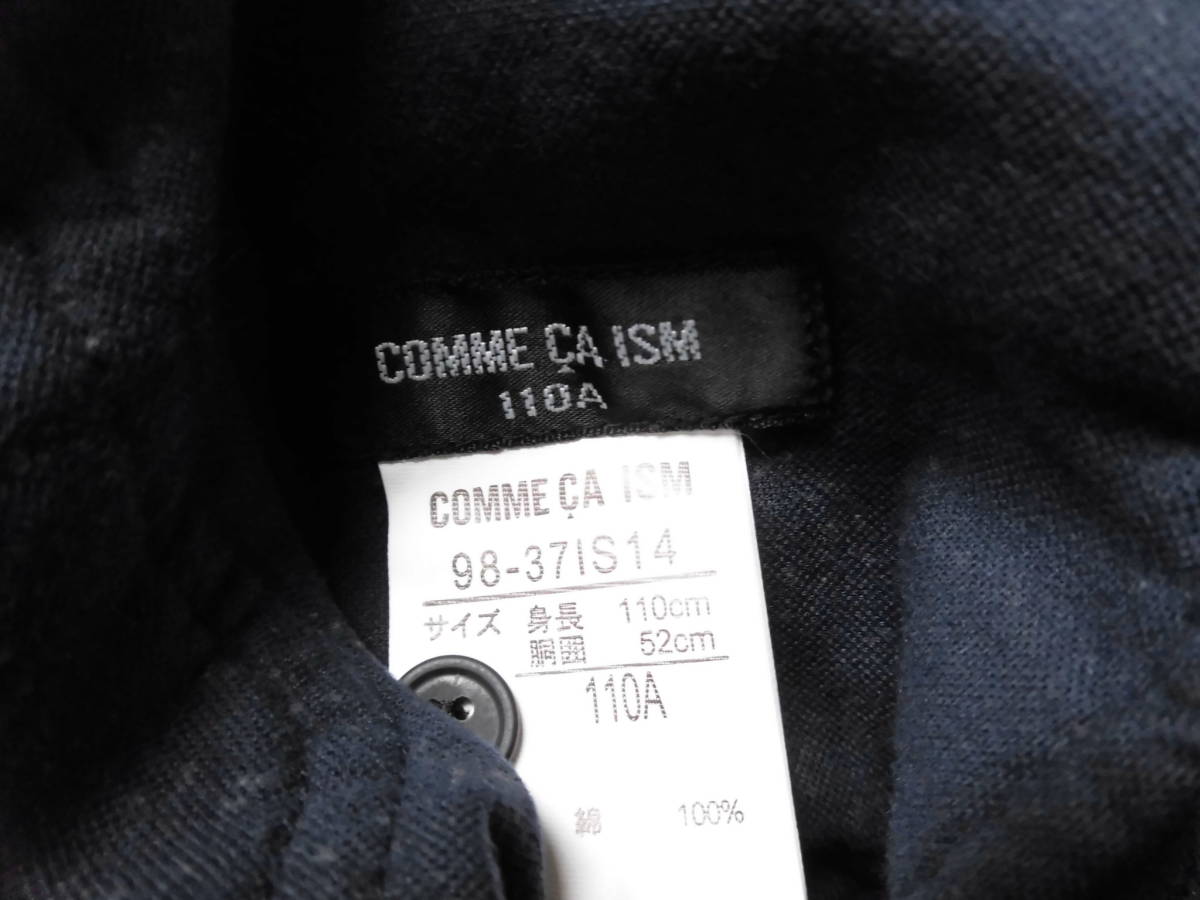 COMME ÇA ISM
110A
COMME ÇA ISM
98-37IS14
サイズ 身長 110cm
胴囲 52cm
110A
綿 100%